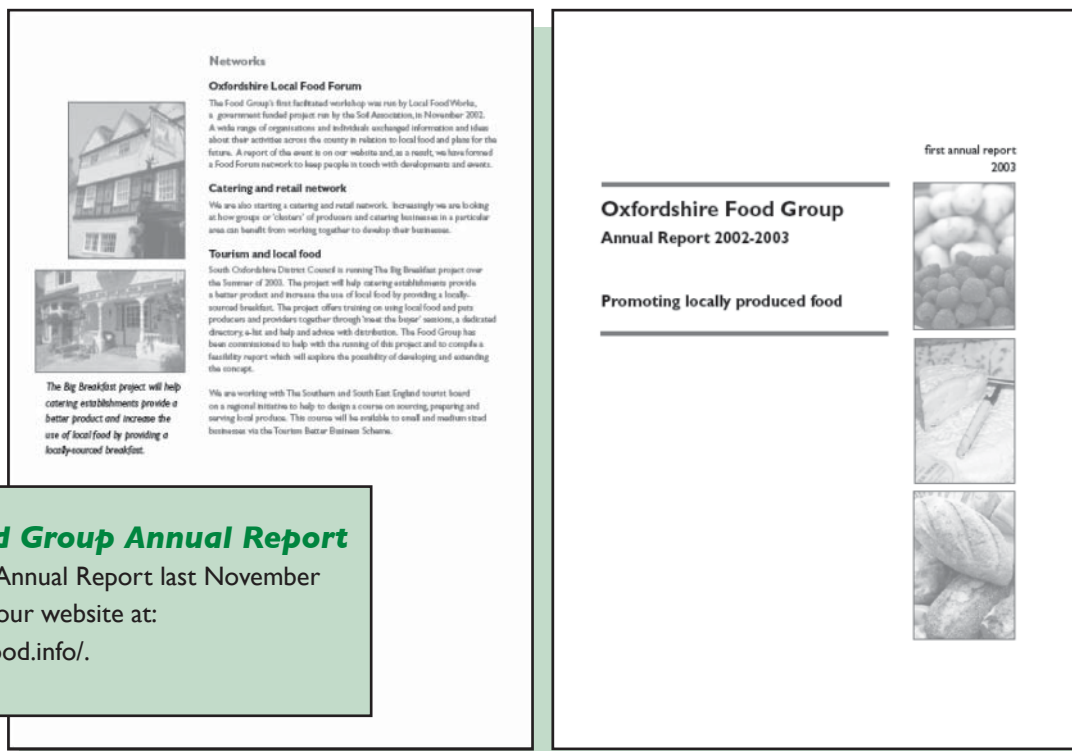 Networks
Oxfordshire Local Food Forum
The Food Group's first facilitated workshop was run by Local Food Works,
a government funded project run by the Soil Association, in November 2002.
A wide range of organisations and individuals exchanged information and ideas
about their activities across the county in relation to local food and plans for the
future. A report of the event is on our website and, as a result, we have formed
a Food Forum network to keep people in touch with developments and events.
Catering and retail network
We are also starting a catering and retail network. Increasingly we are looking
at how groups or 'clusters' of producers and catering businesses in a particular
area can benefit from working together to develop their businesses.
Tourism and local food
South Oxfordshire District Council is running The Big Breakfast project over
the Summer of 2003. The project will help catering establishments provide
a better product and increase the use of local food by providing a locally-
sourced breakfast. The project offers training on using local food and puts
producers and providers together through 'meet the buyer' sessions, a dedicated
directory, e-list and help and advice with distribution. The Food Group has
been commissioned to help with the running of this project and to compile a
feasibility report which will explore the possibility of developing and extending
the concept.
We are working with The Southern and South East England tourist board
on a regional initiative to help to design a course on sourcing, preparing and
serving local produce. This course will be available to small and medium sized
businesses via the Tourism Better Business Scheme.
The Big Breakfast project will help
catering establishments provide a
better product and increase the
use of local food by providing a
locally-sourced breakfast.
d Group Annual Report
Annual Report last November
our website at:
ood.info/.
first annual report
2003
Oxfordshire Food Group
Annual Report 2002-2003
Promoting locally produced food